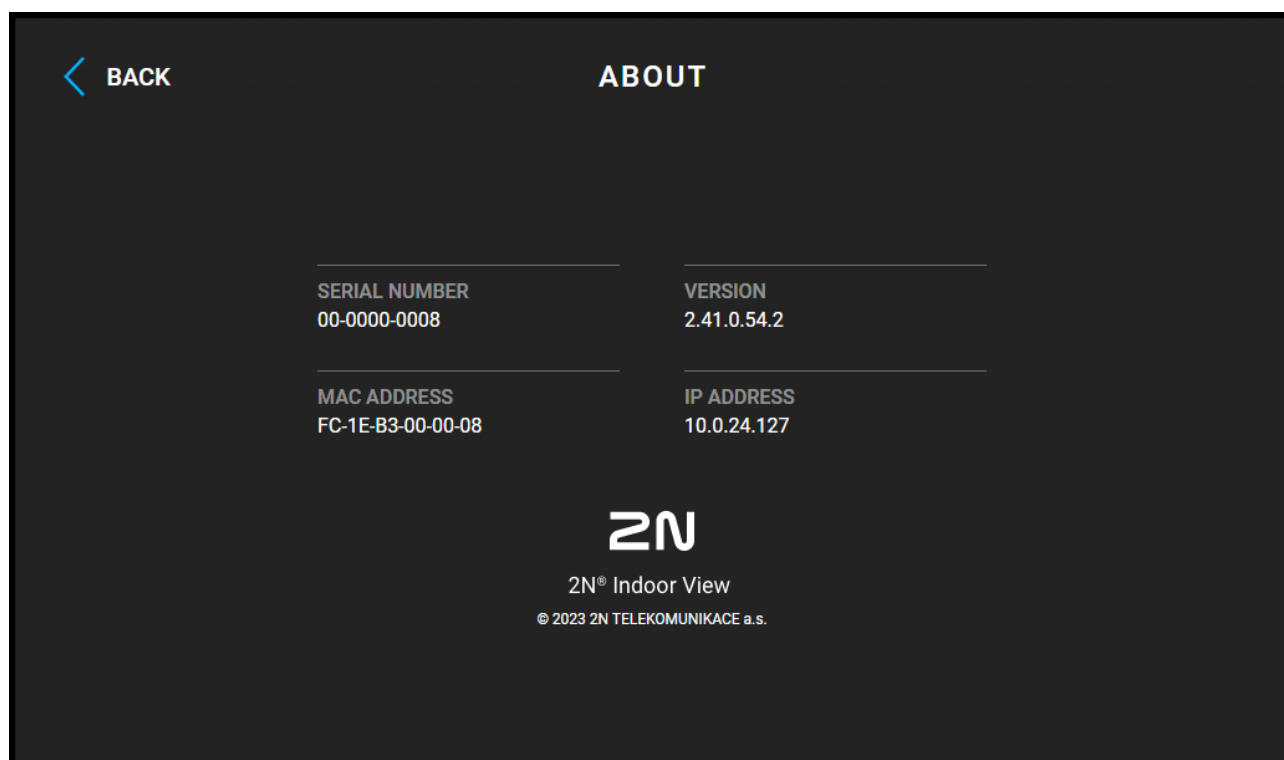 BACK
ABOUT
SERIAL NUMBER
00-0000-0008
VERSION
2.41.0.54.2
MAC ADDRESS
FC-1E-B3-00-00-08
IP ADDRESS
10.0.24.127
2N
2N® Indoor View
© 2023 2N TELEKOMUNIKACE a.s.